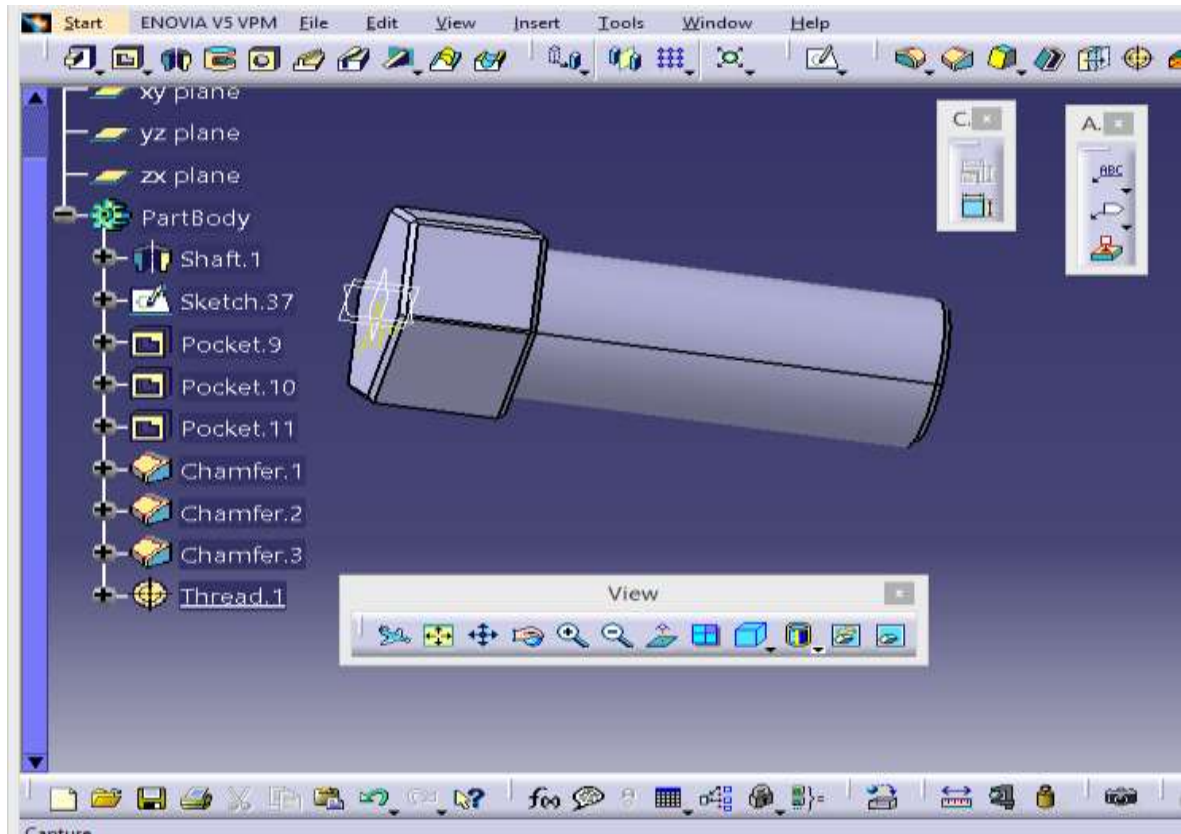 Start ENOVIA V5 VPM File Edit View Insert Tools Window Help
xy plane
yz plane
zx plane
PartBody
Shaft.1
Sketch.37
Pocket.9
Pocket.10
Pocket.11
Chamfer.1
Chamfer.2
Chamfer.3
Thread.1
C.
A.
ABC
View
f(x)
Capture